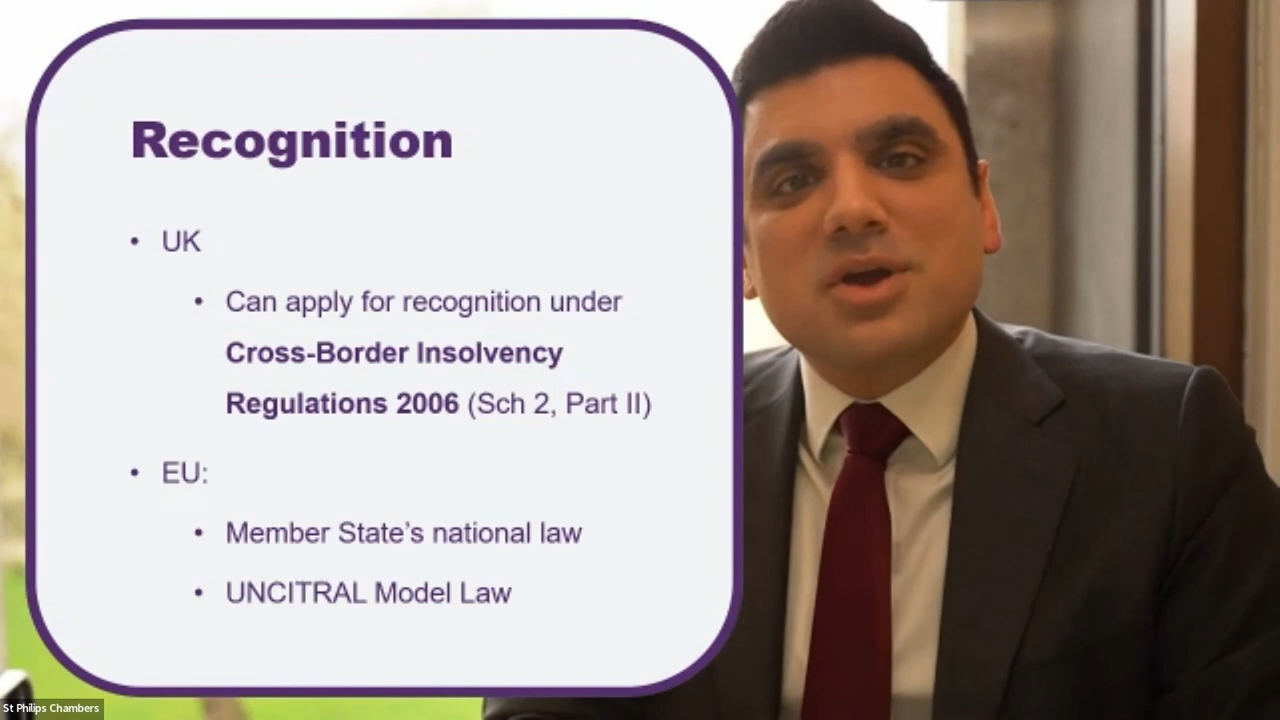 Recognition
• UK
• Can apply for recognition under
Cross-Border Insolvency
Regulations 2006 (Sch 2, Part II)
• EU:
• Member State’s national law
• UNCITRAL Model Law
St Philips Chambers